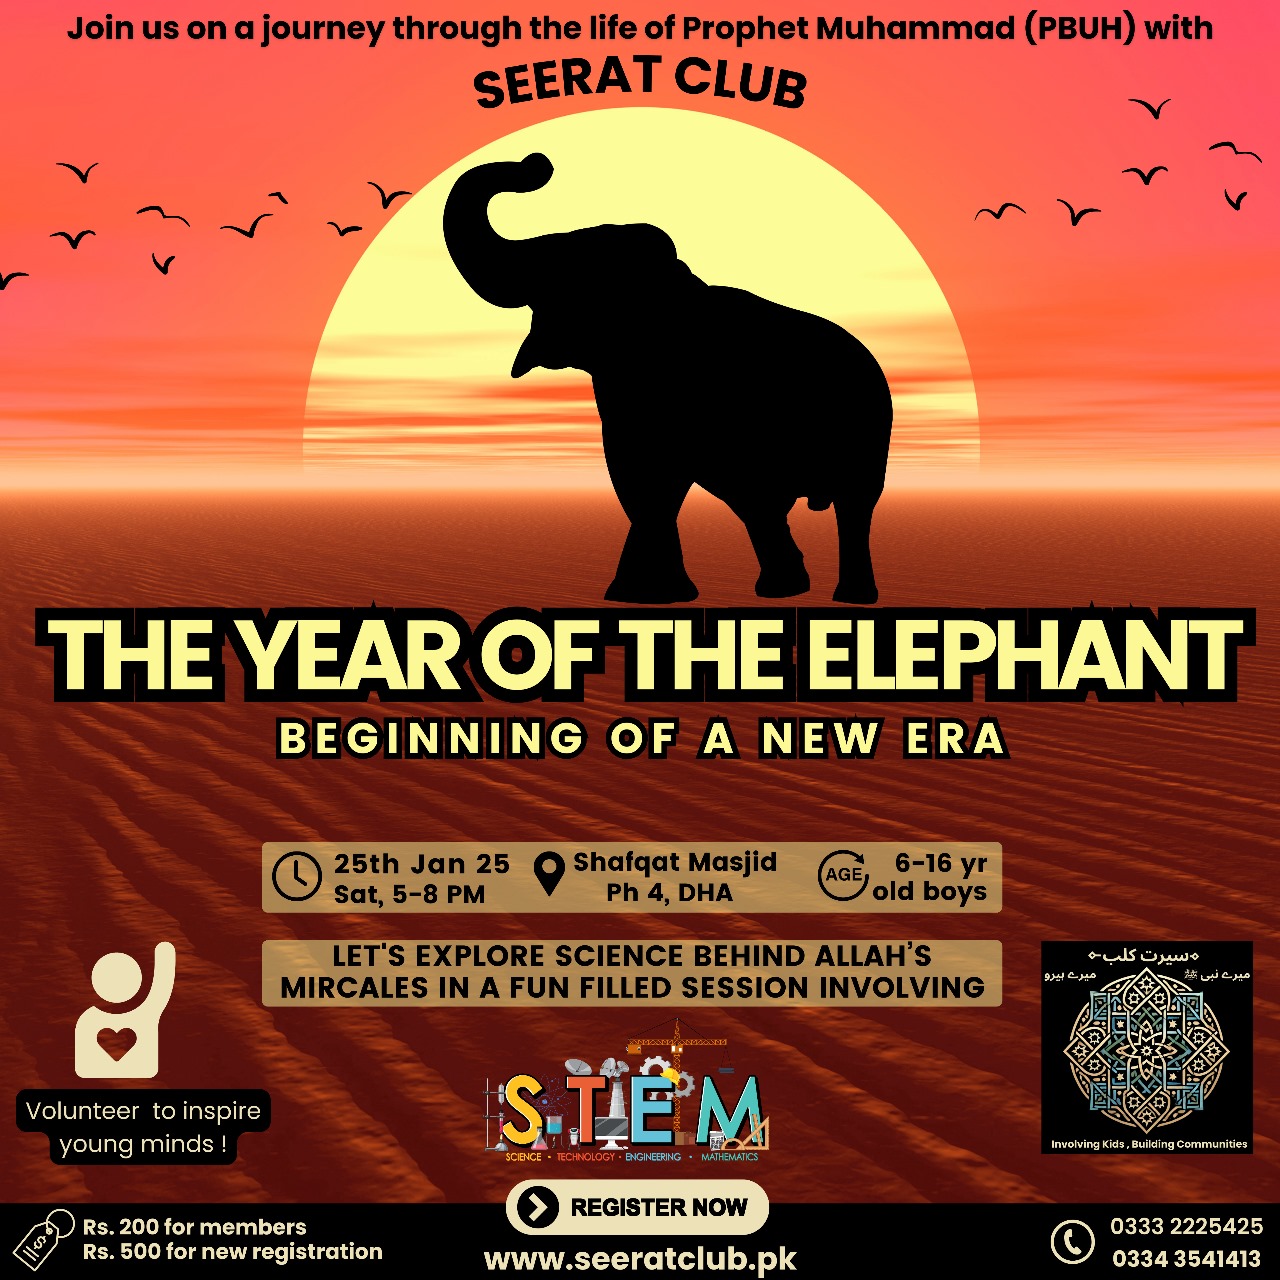 Join us on a journey through the life of Prophet Muhammad (PBUH) with
SEERAT CLUB
THE YEAR OF THE ELEPHANT
BEGINNING OF A NEW ERA
25th Jan 25
Sat, 5-8 PM
Shafqat Masjid
Ph 4, DHA
AGE
6-16 yr
old boys
LET'S EXPLORE SCIENCE BEHIND ALLAH’S
MIRCALES IN A FUN FILLED SESSION INVOLVING
STEM
SCIENCE • TECHNOLOGY • ENGINEERING • MATHEMATICS
Volunteer to inspire
young minds !
سیرت کلب
میرے نبی ﷺ میرے ہیرو
Involving Kids , Building Communities
REGISTER NOW
www.seeratclub.pk
Rs. 200 for members
Rs. 500 for new registration
0333 2225425
0334 3541413